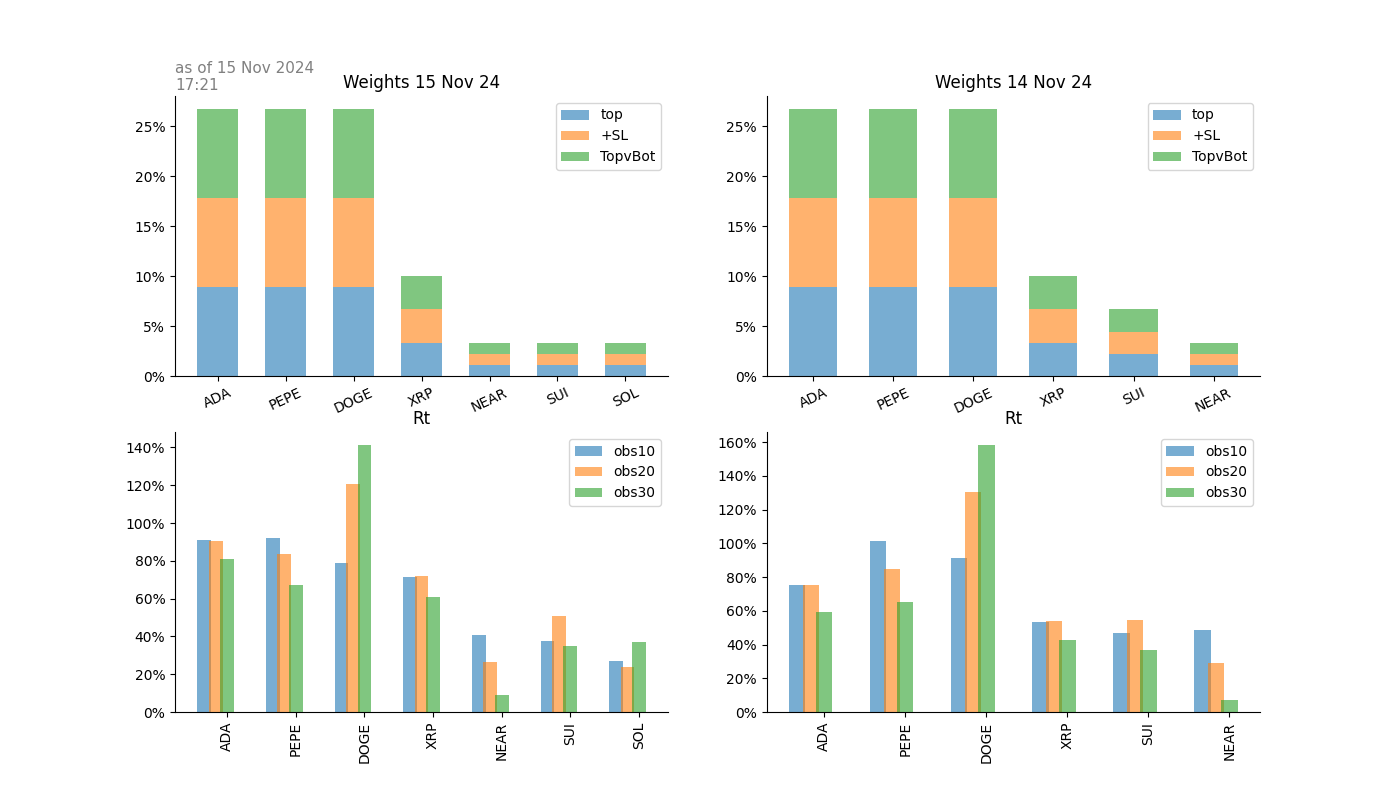 as of 15 Nov 2024
17:21
Weights 15 Nov 24
25%
20%
15%
10%
5%
0%
top
+SL
TopvBot
ADA PEPE DOGE XRP NEAR SUI SOL
Weights 14 Nov 24
25%
20%
15%
10%
5%
0%
top
+SL
TopvBot
ADA PEPE DOGE XRP SUI NEAR
Rt
140%
120%
100%
80%
60%
40%
20%
0%
obs10
obs20
obs30
ADA PEPE DOGE XRP NEAR SUI SOL
Rt
160%
140%
120%
100%
80%
60%
40%
20%
0%
obs10
obs20
obs30
ADA PEPE DOGE XRP SUI NEAR